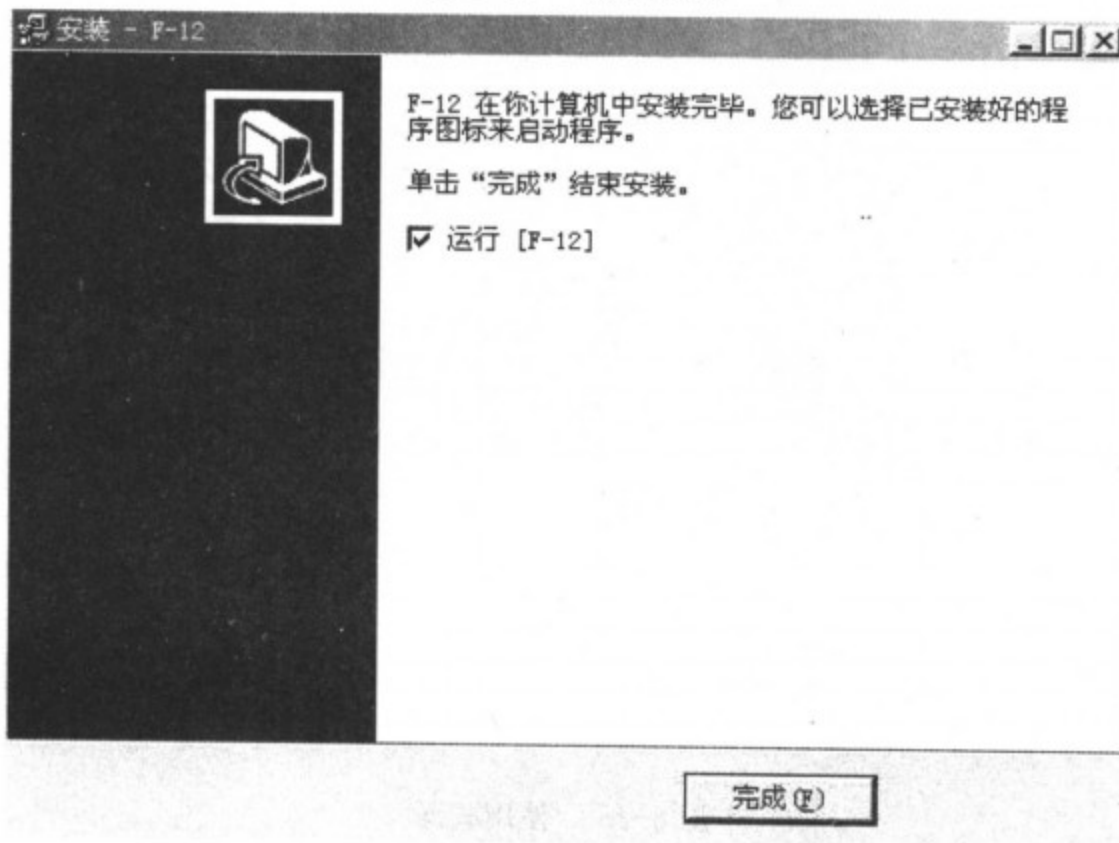 安装 - F-12
F-12 在你计算机中安装完毕。您可以选择已安装好的程
序图标来启动程序。
单击“完成”结束安装。
运行 [F-12]
完成(F)